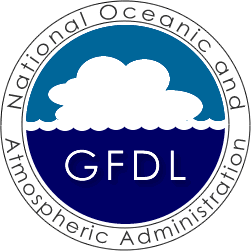 National Oceanic and
Atmospheric Administration
GFDL